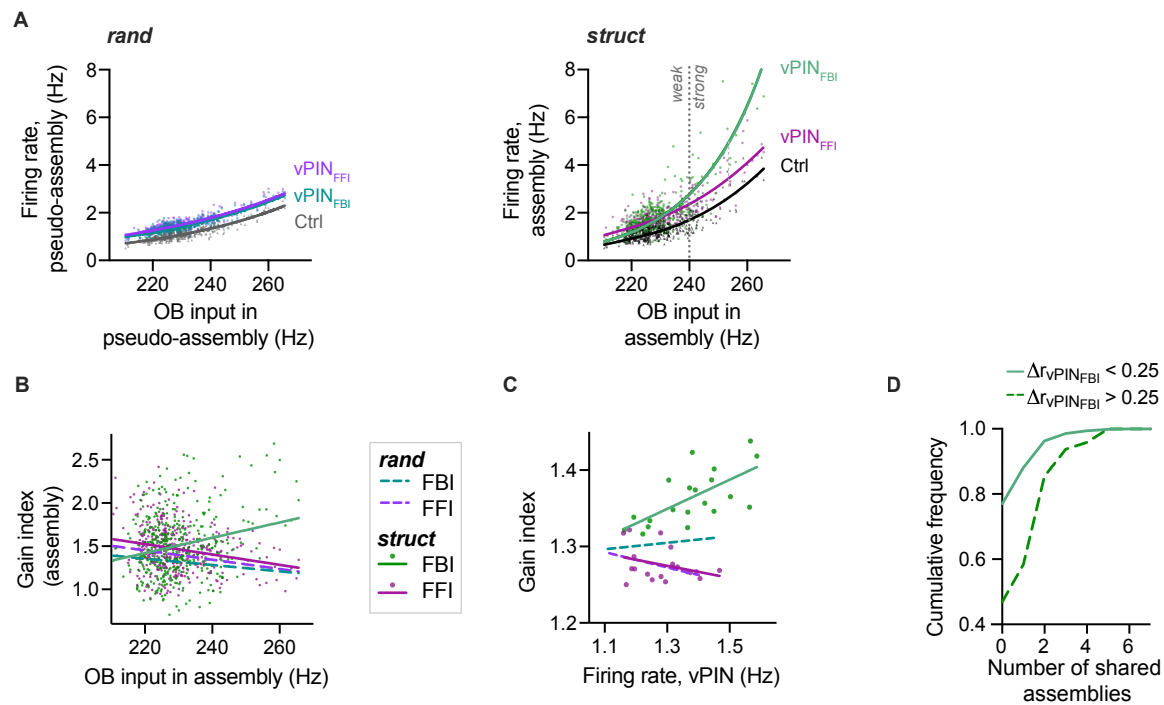 A
rand
Firing rate,
pseudo-assembly (Hz)
8
6
4
2
0
220 240 260
OB input in
pseudo-assembly (Hz)
vPIN_FFI
vPIN_FBI
Ctrl
struct
Firing rate,
assembly (Hz)
8
6
4
2
0
220 240 260
OB input in
assembly (Hz)
weak
strong
vPIN_FBI
vPIN_FFI
Ctrl
B
Gain index
(assembly)
2.5
2.0
1.5
1.0
220 240 260
OB input in assembly (Hz)
rand
FBI
FFI
struct
FBI
FFI
C
Gain index
1.4
1.3
1.2
1.1 1.3 1.5
Firing rate, vPIN (Hz)
D
Δr_vPIN_FBI < 0.25
Δr_vPIN_FBI > 0.25
Cumulative frequency
1.0
0.8
0.6
0.4
0 2 4 6
Number of shared
assemblies